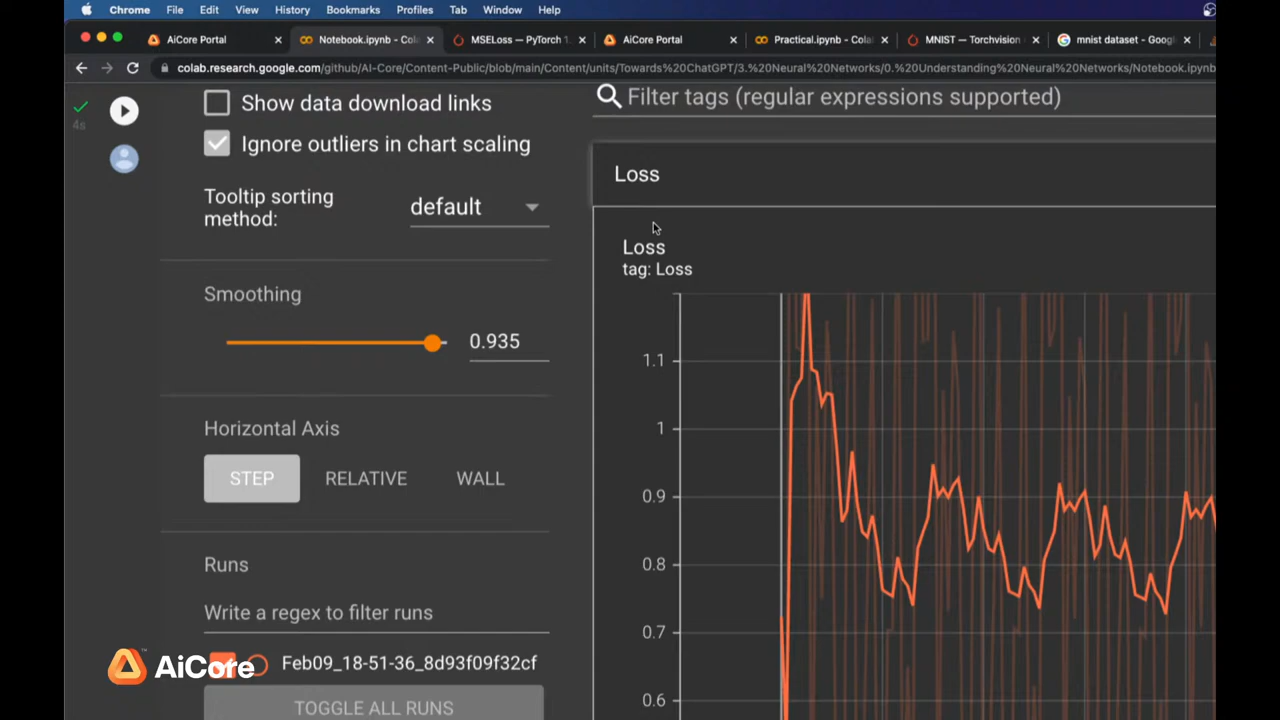 Chrome File Edit View History Bookmarks Profiles Tab Window Help
AiCore Portal × Notebook.ipynb - Cola × MSELoss — PyTorch 1. × AiCore Portal × Practical.ipynb - Cola × MNIST — Torchvision × mnist dataset - Goog ×
colab.research.google.com/github/AI-Core/Content-Public/blob/main/Content/units/Towards%20ChatGPT/3.%20Neural%20Networks/0.%20Understanding%20Neural%20Networks/Notebook.ipynb
4s
Show data download links
Ignore outliers in chart scaling
Tooltip sorting
method:
default
Smoothing
0.935
Horizontal Axis
STEP RELATIVE WALL
Runs
Write a regex to filter runs
Feb09_18-51-36_8d93f09f32cf
TOGGLE ALL RUNS
Filter tags (regular expressions supported)
Loss
Loss
tag: Loss
1.1
1
0.9
0.8
0.7
0.6
AiCore™